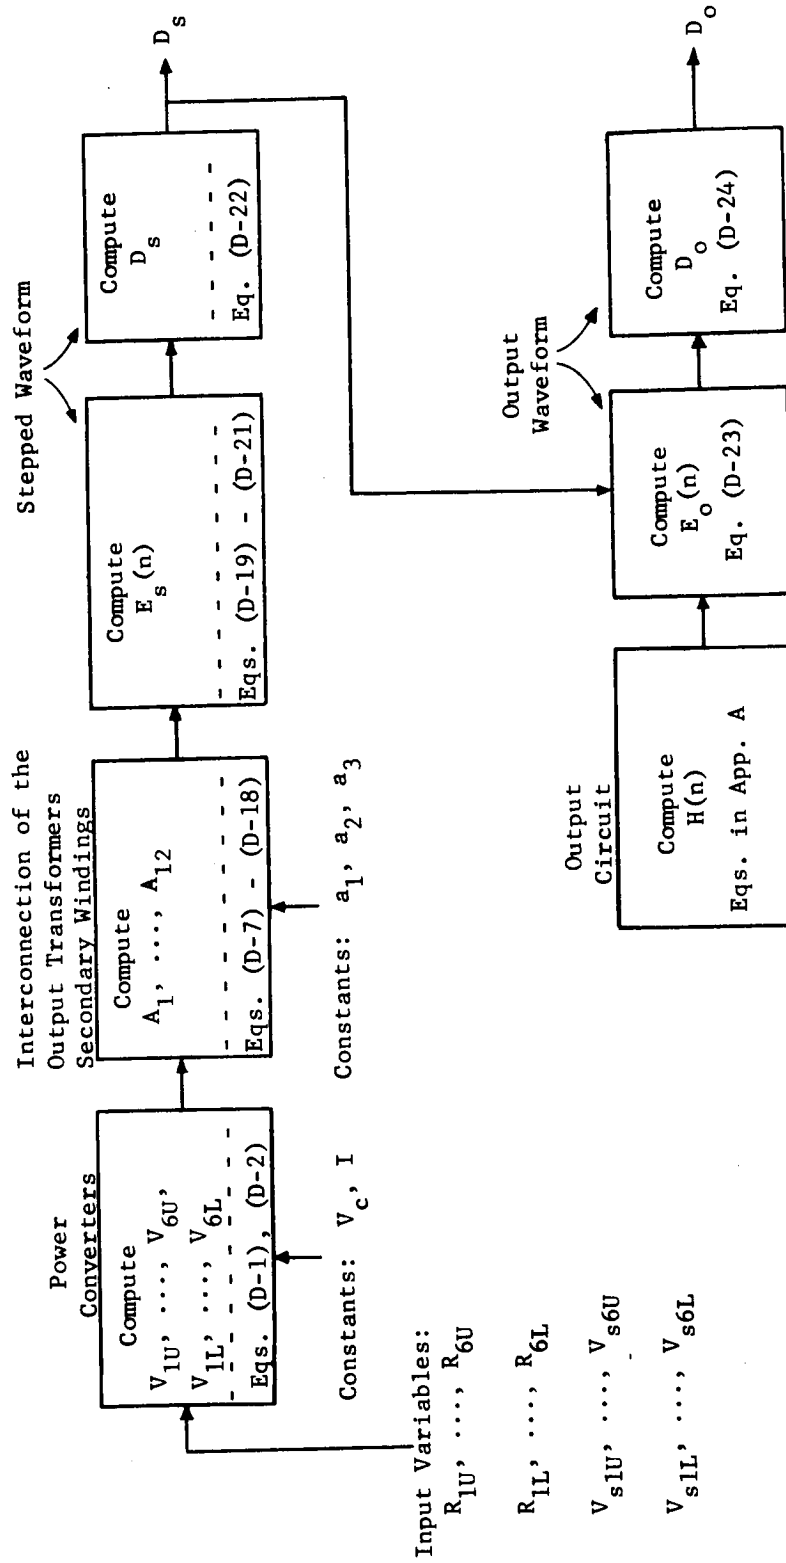 Power
Converters
Compute
V1U, ..., V6U,
V1L, ..., V6L
Eqs. (D-1), (D-2)
Constants: Vc, I
Input Variables:
R1U, ..., R6U
R1L, ..., R6L
Vs1U, ..., Vs6U
Vs1L, ..., Vs6L
Interconnection of the
Output Transformers
Secondary Windings
Compute
A1, ..., A12
Eqs. (D-7) - (D-18)
Constants: a1, a2, a3
Stepped Waveform
Compute
Es(n)
Eqs. (D-19) - (D-21)
Compute
Ds
Eq. (D-22)
Ds
Output
Circuit
Compute
H(n)
Eqs. in App. A
Output
Waveform
Compute
Eo(n)
Eq. (D-23)
Compute
Do
Eq. (D-24)
Do